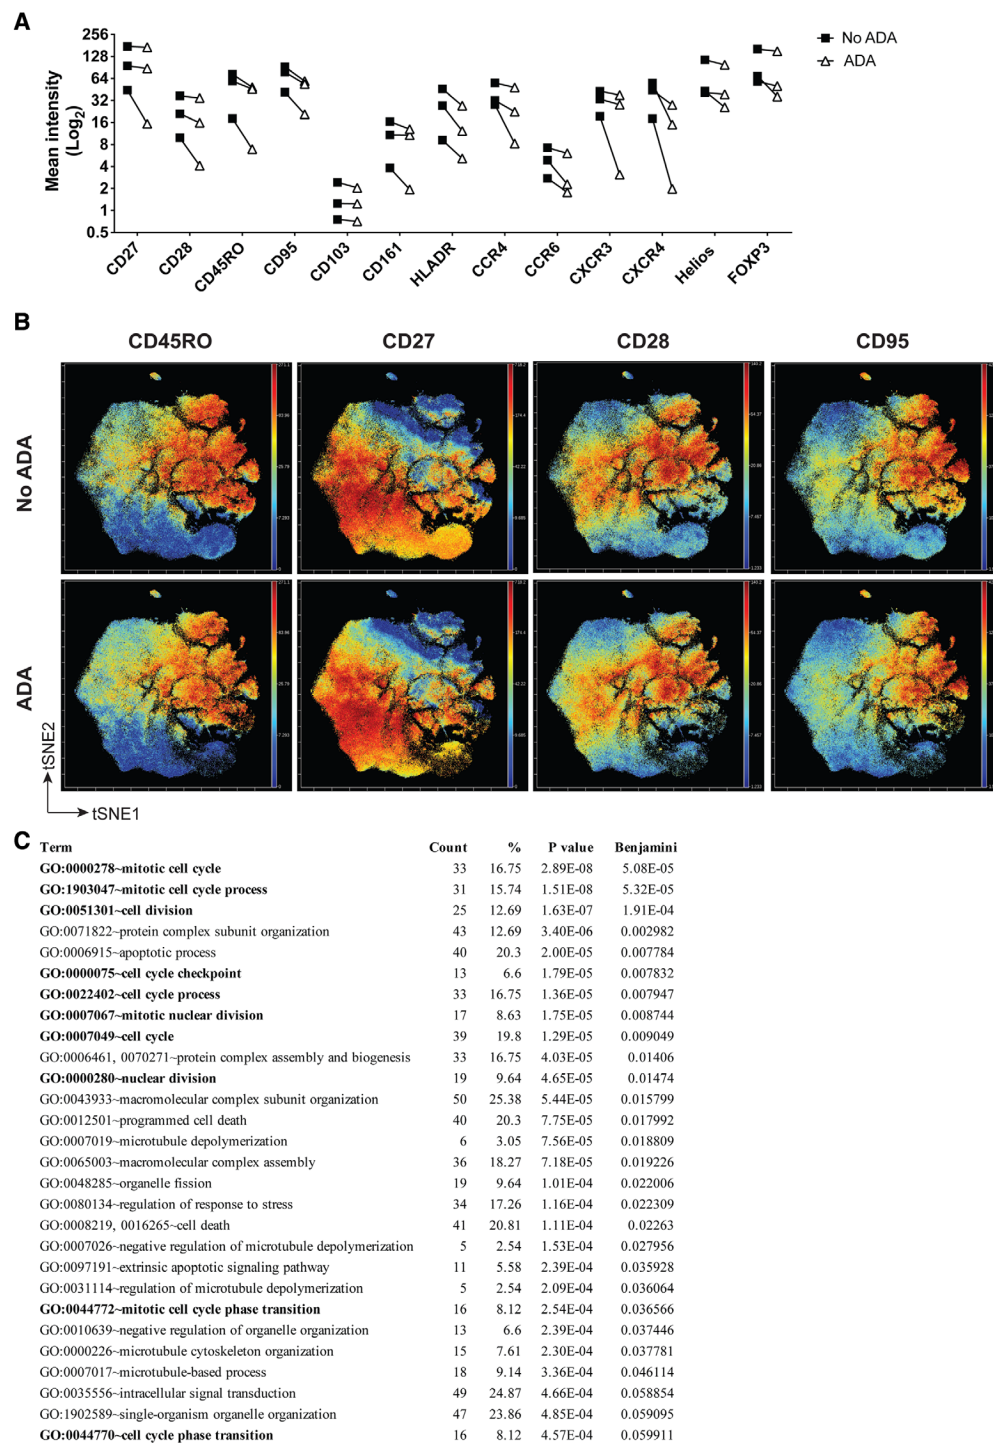 A
256
128
64
32
16
8
4
2
1
0.5
Mean intensity
(Log2)
No ADA
ADA
CD27
CD28
CD45RO
CD95
CD103
CD161
HLADR
CCR4
CCR6
CXCR3
CXCR4
Helios
FOXP3
B
CD45RO
CD27
CD28
CD95
No ADA
ADA
tSNE2
tSNE1
C
Term Count % P value Benjamini
GO:0000278~mitotic cell cycle 33 16.75 2.89E-08 5.08E-05
GO:1903047~mitotic cell cycle process 31 15.74 1.51E-08 5.32E-05
GO:0051301~cell division 25 12.69 1.63E-07 1.91E-04
GO:0071822~protein complex subunit organization 43 12.69 3.40E-06 0.002982
GO:0006915~apoptotic process 40 20.3 2.00E-05 0.007784
GO:0000075~cell cycle checkpoint 13 6.6 1.79E-05 0.007832
GO:0022402~cell cycle process 33 16.75 1.36E-05 0.007947
GO:0007067~mitotic nuclear division 17 8.63 1.75E-05 0.008744
GO:0007049~cell cycle 39 19.8 1.29E-05 0.009049
GO:0006461, 0070271~protein complex assembly and biogenesis 33 16.75 4.03E-05 0.01406
GO:0000280~nuclear division 19 9.64 4.65E-05 0.01474
GO:0043933~macromolecular complex subunit organization 50 25.38 5.44E-05 0.015799
GO:0012501~programmed cell death 40 20.3 7.75E-05 0.017992
GO:0007019~microtubule depolymerization 6 3.05 7.56E-05 0.018809
GO:0065003~macromolecular complex assembly 36 18.27 7.18E-05 0.019226
GO:0048285~organelle fission 19 9.64 1.01E-04 0.022006
GO:0080134~regulation of response to stress 34 17.26 1.16E-04 0.022309
GO:0008219, 0016265~cell death 41 20.81 1.11E-04 0.02263
GO:0007026~negative regulation of microtubule depolymerization 5 2.54 1.53E-04 0.027956
GO:0097191~extrinsic apoptotic signaling pathway 11 5.58 2.39E-04 0.035928
GO:0031114~regulation of microtubule depolymerization 5 2.54 2.09E-04 0.036064
GO:0044772~mitotic cell cycle phase transition 16 8.12 2.54E-04 0.036566
GO:0010639~negative regulation of organelle organization 13 6.6 2.39E-04 0.037446
GO:0000226~microtubule cytoskeleton organization 15 7.61 2.30E-04 0.037781
GO:0007017~microtubule-based process 18 9.14 3.36E-04 0.046114
GO:0035556~intracellular signal transduction 49 24.87 4.66E-04 0.058854
GO:1902589~single-organism organelle organization 47 23.86 4.85E-04 0.059095
GO:0044770~cell cycle phase transition 16 8.12 4.57E-04 0.059911